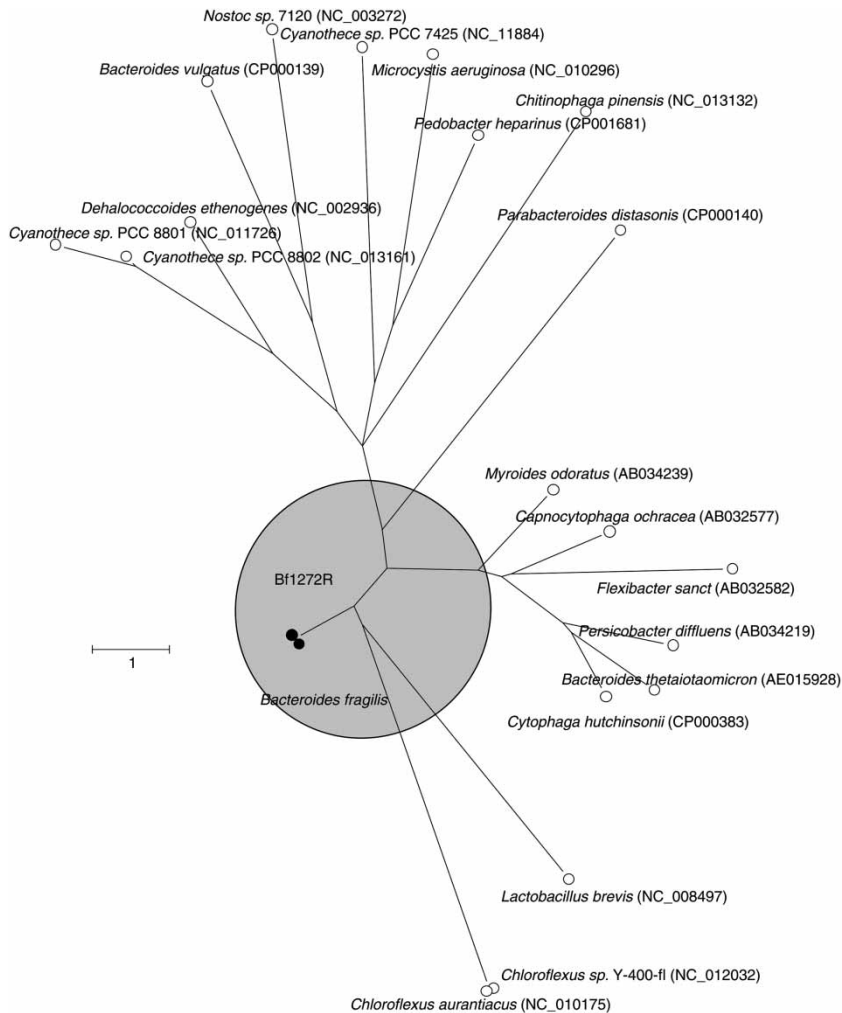 Nostoc sp. 7120 (NC_003272)
Cyanothece sp. PCC 7425 (NC_11884)
Bacteroides vulgatus (CP000139)
Microcystis aeruginosa (NC_010296)
Chitinophaga pinensis (NC_013132)
Pedobacter heparinus (CP001681)
Dehalococcoides ethenogenes (NC_002936)
Parabacteroides distasonis (CP000140)
Cyanothece sp. PCC 8801 (NC_011726)
Cyanothece sp. PCC 8802 (NC_013161)
Myroides odoratus (AB034239)
Capnocytophaga ochracea (AB032577)
Bf1272R
Flexibacter sanct (AB032582)
Persicobacter diffluens (AB034219)
1
Bacteroides thetaiotaomicron (AE015928)
Bacteroides fragilis
Cytophaga hutchinsonii (CP000383)
Lactobacillus brevis (NC_008497)
Chloroflexus sp. Y-400-fl (NC_012032)
Chloroflexus aurantiacus (NC_010175)